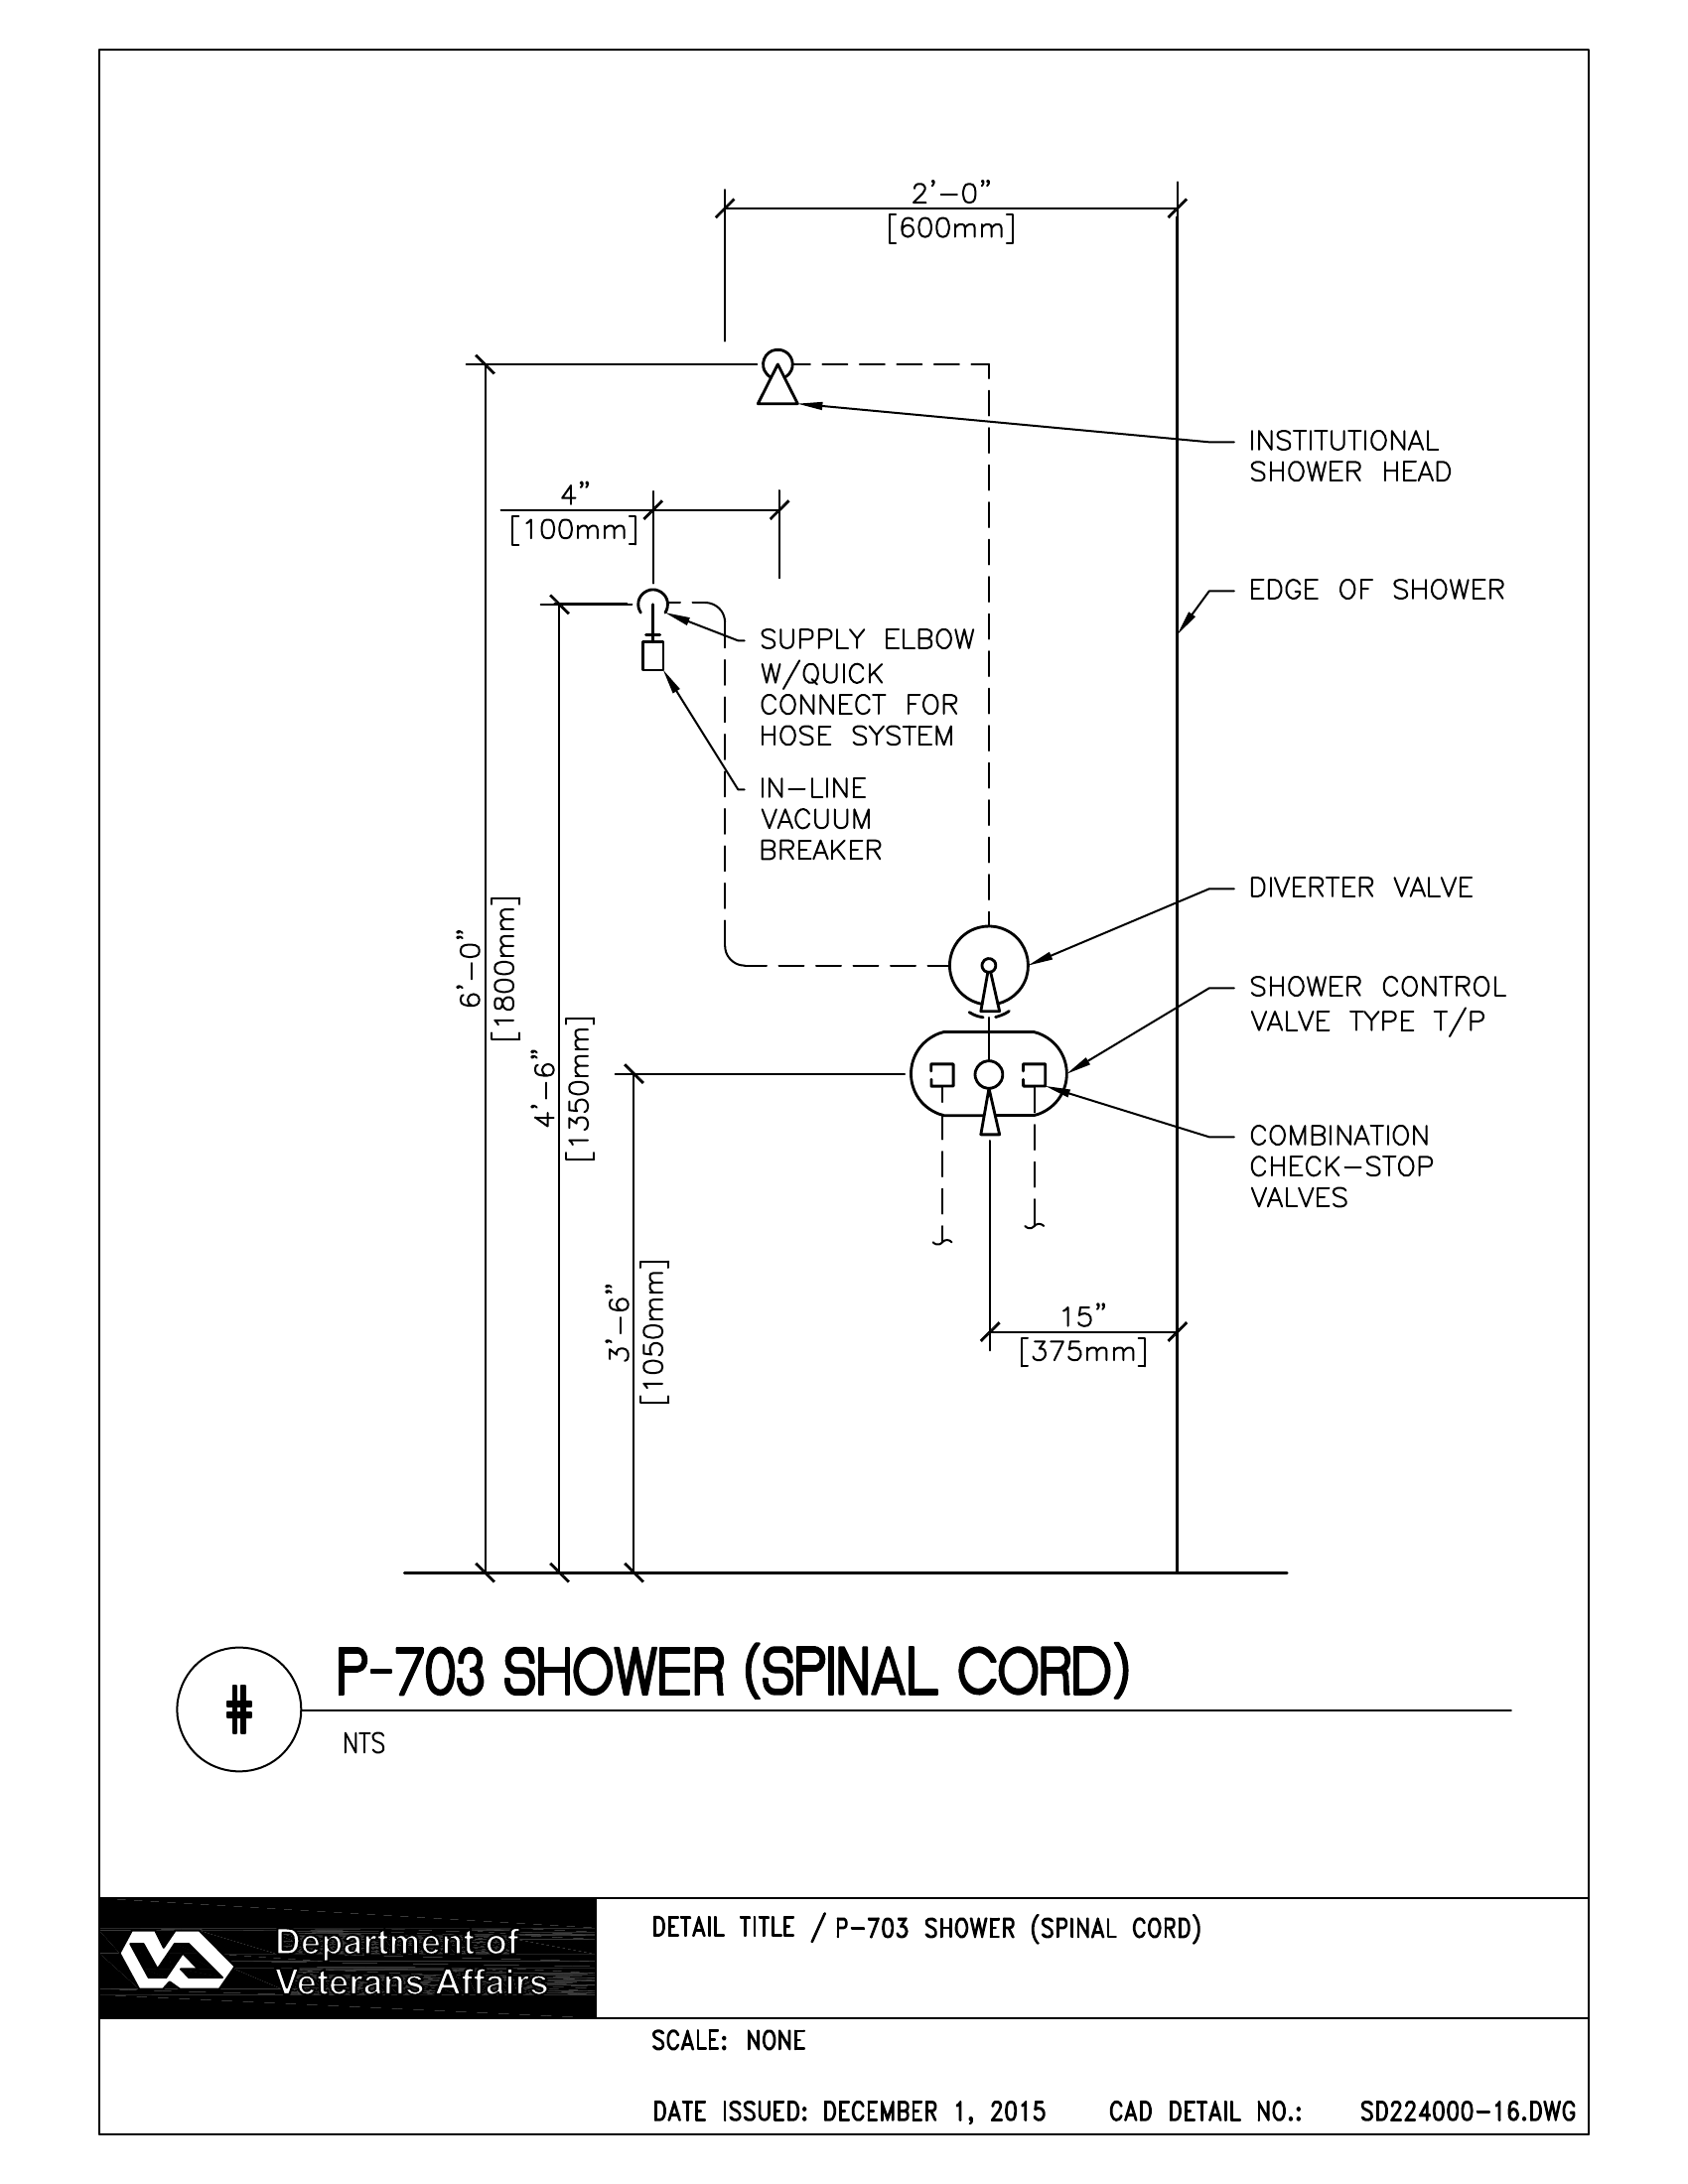 2'-0"
[600mm]
INSTITUTIONAL
SHOWER HEAD
4"
[100mm]
EDGE OF SHOWER
SUPPLY ELBOW
W/QUICK
CONNECT FOR
HOSE SYSTEM
IN-LINE
VACUUM
BREAKER
DIVERTER VALVE
6'-0"
[1800mm]
SHOWER CONTROL
VALVE TYPE T/P
4'-6"
[1350mm]
COMBINATION
CHECK-STOP
VALVES
3'-6"
[1050mm]
15"
[375mm]
# P-703 SHOWER (SPINAL CORD)
NTS
Department of
Veterans Affairs
DETAIL TITLE / P-703 SHOWER (SPINAL CORD)
SCALE: NONE
DATE ISSUED: DECEMBER 1, 2015 CAD DETAIL NO.: SD224000-16.DWG